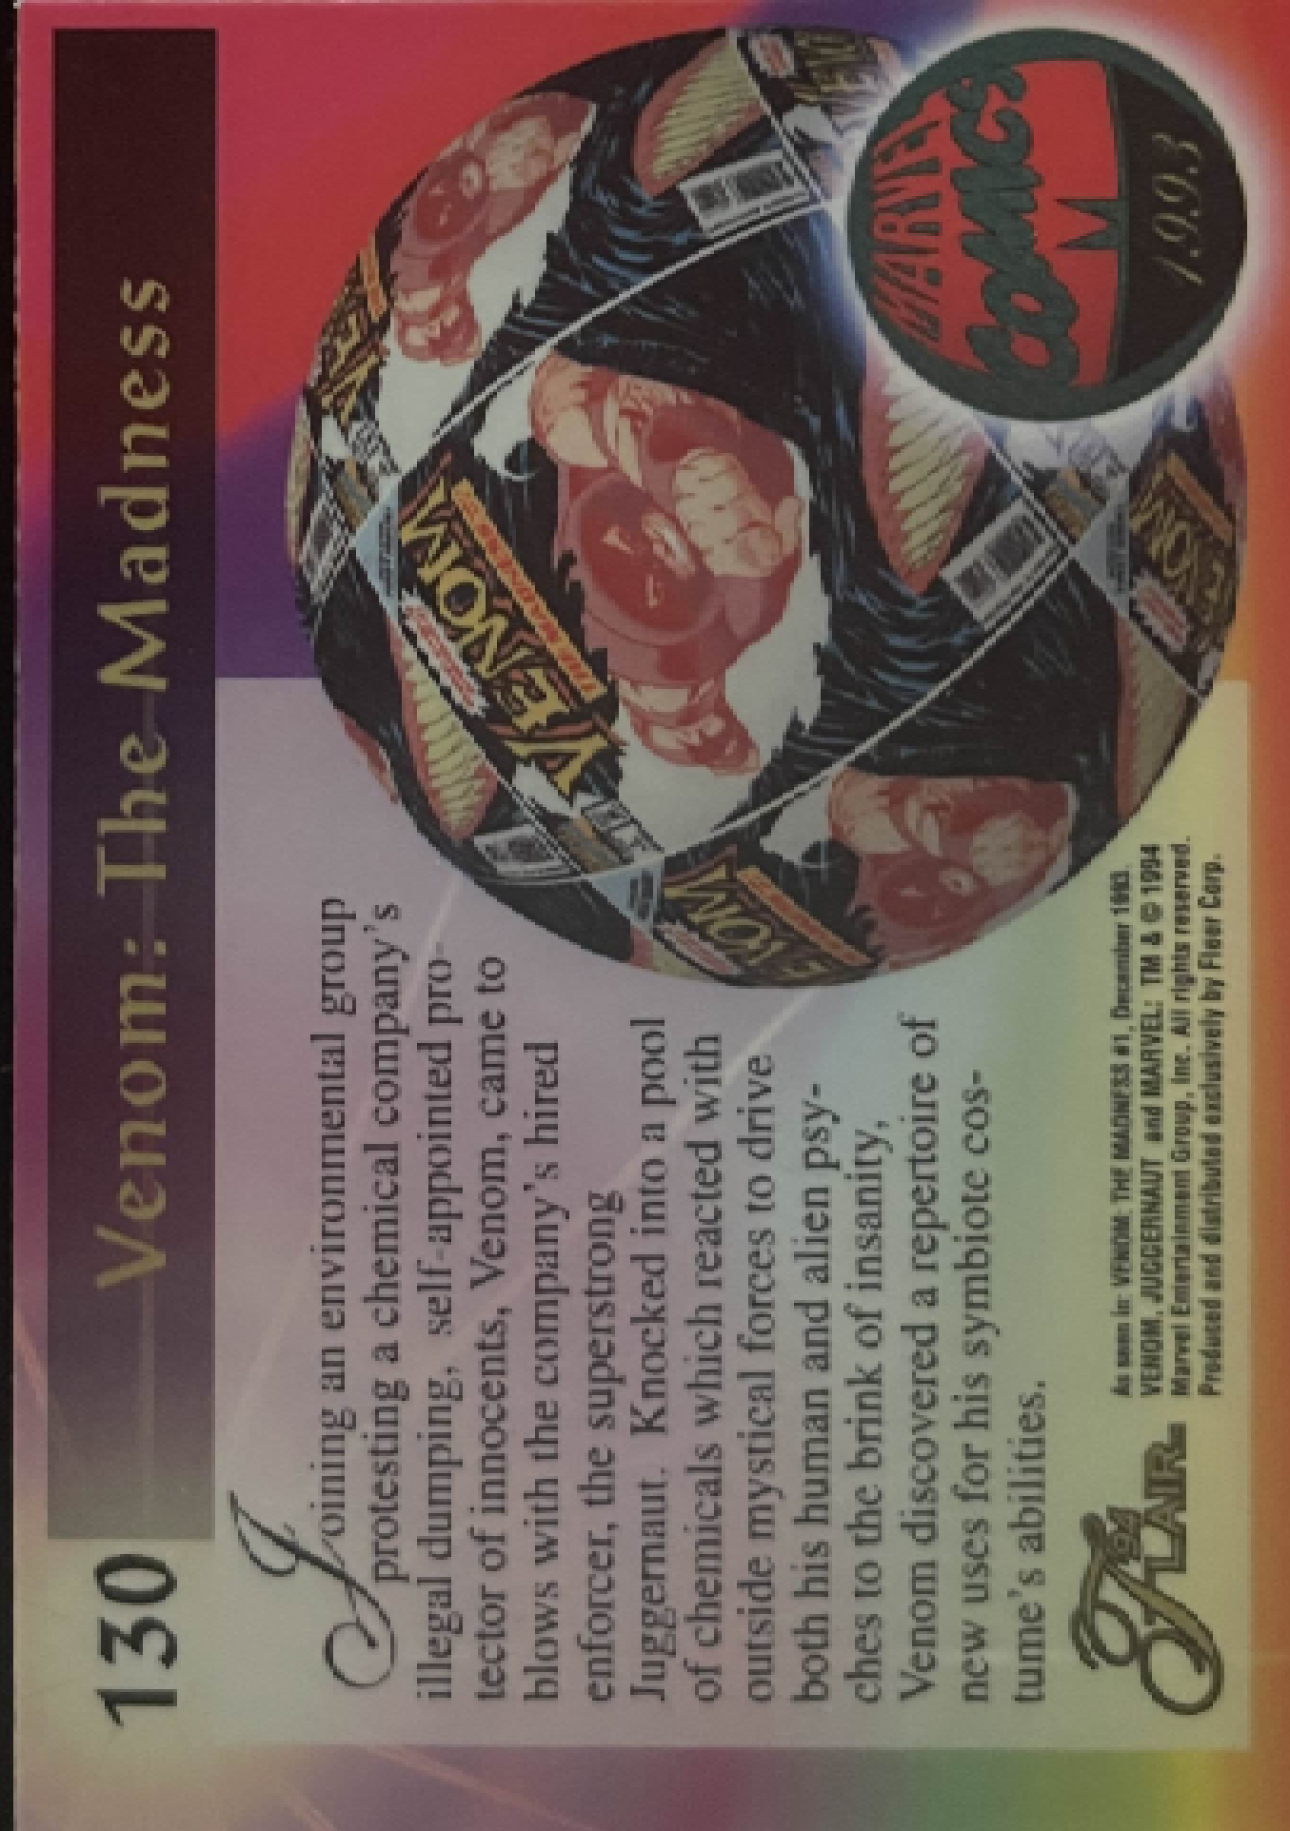 130
Venom: The Madness
Joining an environmental group
protesting a chemical company's
illegal dumping, self-appointed pro-
tector of innocents, Venom, came to
blows with the company's hired
enforcer, the superstrong
Juggernaut. Knocked into a pool
of chemicals which reacted with
outside mystical forces to drive
both his human and alien psy-
ches to the brink of insanity,
Venom discovered a repertoire of
new uses for his symbiote cos-
tume's abilities.
'94
FLAIR
As seen in: VENOM: THE MADNESS #1, December 1993.
VENOM, JUGGERNAUT and MARVEL: TM & © 1994
Marvel Entertainment Group, Inc. All rights reserved.
Produced and distributed exclusively by Fleer Corp.
VENOM
THE MADNESS
VEN
ENOM
VENO
VENOM
MARVEL
COMICS
M
1993